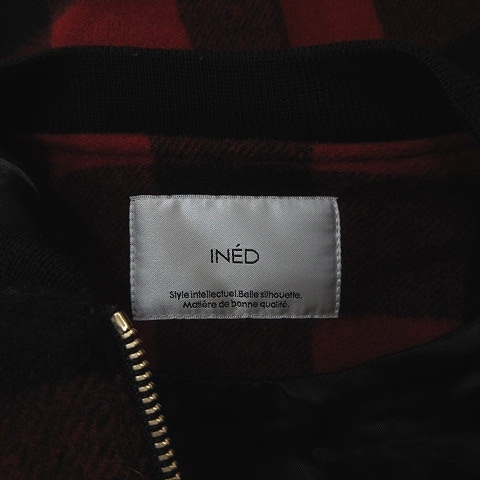 INÉD
Style intellectuel.Belle silhouette.
Matière de bonne qualité.